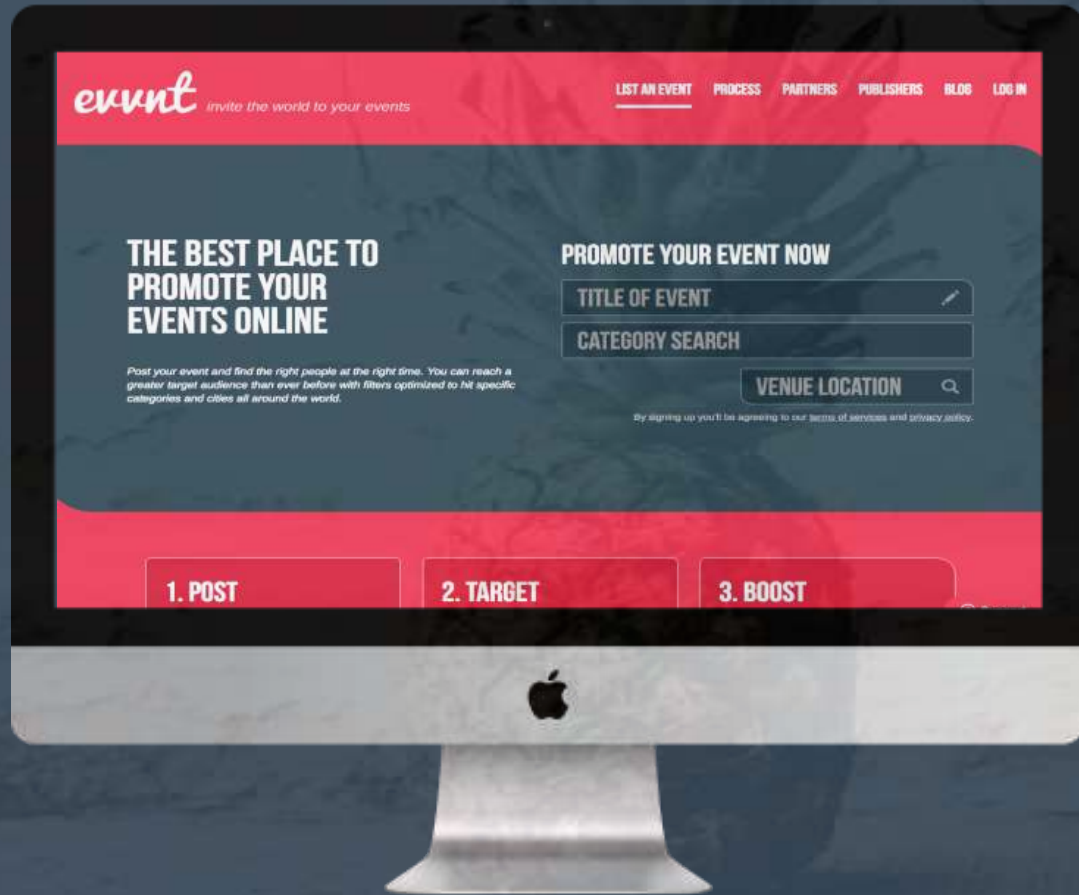 evvnt invite the world to your events
LIST AN EVENT PROCESS PARTNERS PUBLISHERS BLOG LOG IN
THE BEST PLACE TO
PROMOTE YOUR
EVENTS ONLINE
Post your event and find the right people at the right time. You can reach a
greater target audience than ever before with filters optimized to hit specific
categories and cities all around the world.
PROMOTE YOUR EVENT NOW
TITLE OF EVENT
CATEGORY SEARCH
VENUE LOCATION
By signing up you'll be agreeing to our terms of services and privacy policy.
1. POST
2. TARGET
3. BOOST